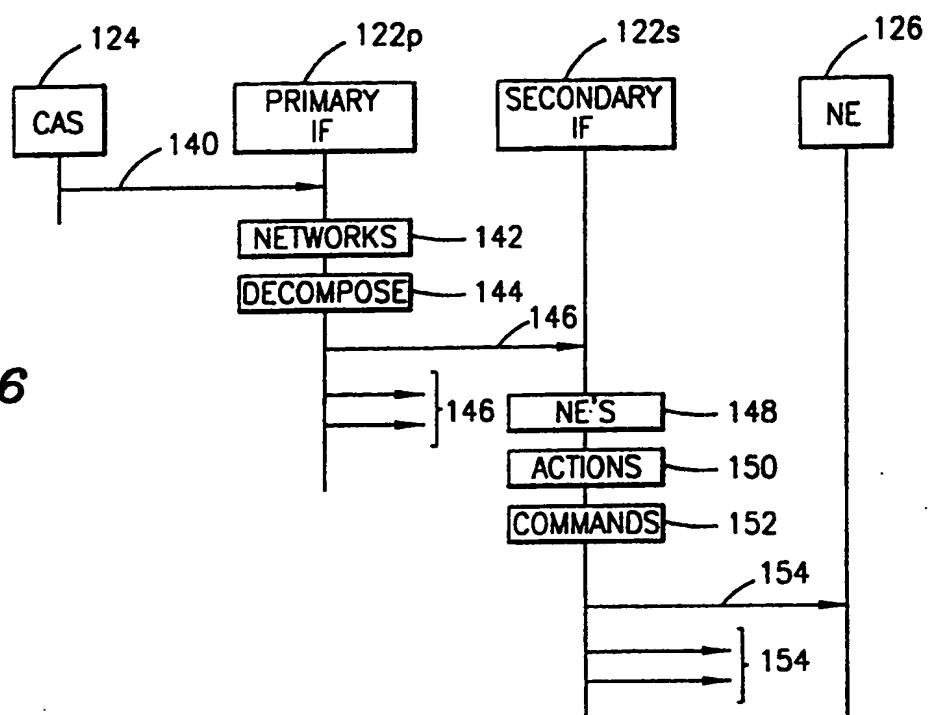 124
122p
122s
126
CAS
PRIMARY
IF
SECONDARY
IF
NE
140
NETWORKS
142
DECOMPOSE
144
146
6
146
NE'S
148
ACTIONS
150
COMMANDS
152
154
154